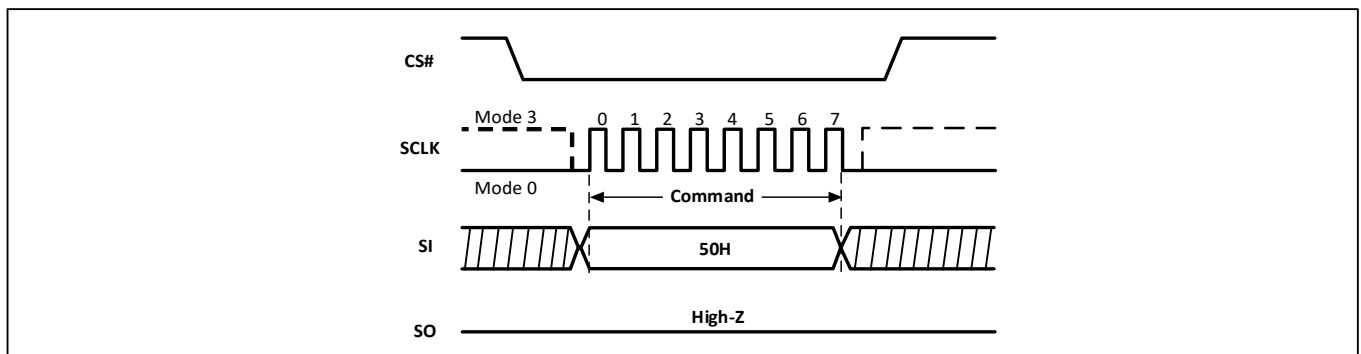 CS#
Mode 3
0 1 2 3 4 5 6 7
SCLK
Mode 0
Command
SI
50H
High-Z
SO